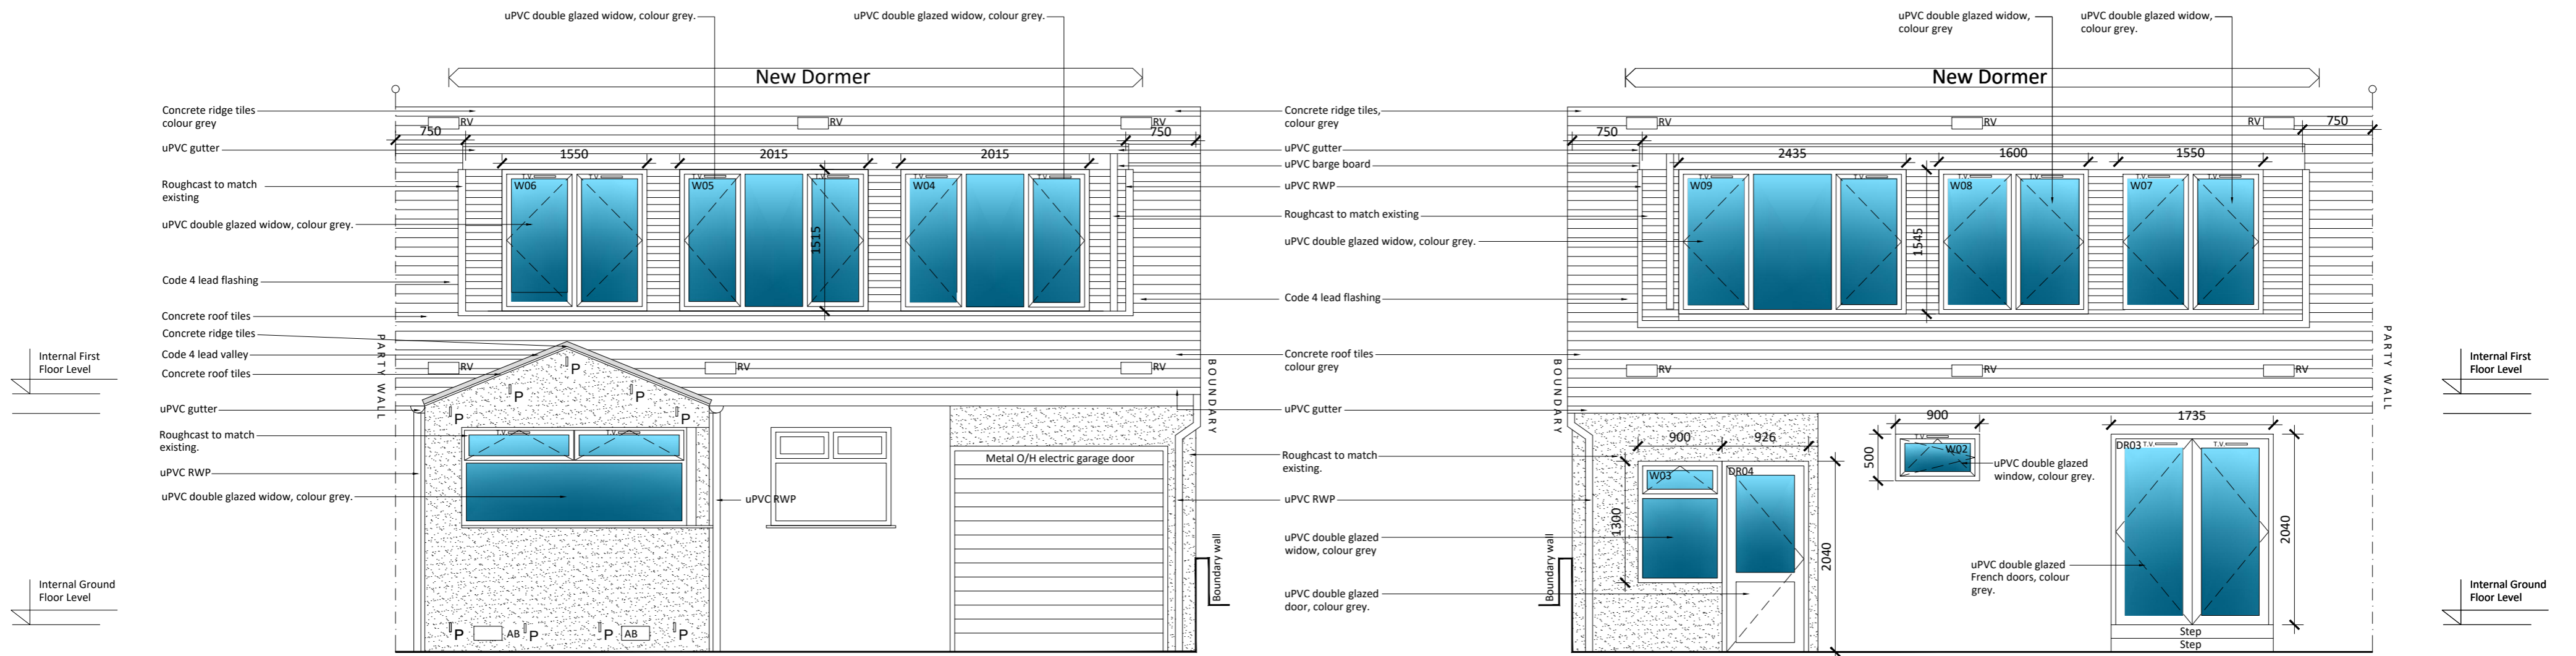 uPVC double glazed widow, colour grey.
uPVC double glazed widow, colour grey.
New Dormer
Concrete ridge tiles
colour grey
uPVC gutter
Roughcast to match
existing
uPVC double glazed widow, colour grey.
Code 4 lead flashing
Concrete roof tiles
Concrete ridge tiles
Code 4 lead valley
Concrete roof tiles
uPVC gutter
Roughcast to match
existing.
uPVC RWP
uPVC double glazed widow, colour grey.
Internal First
Floor Level
Internal Ground
Floor Level
PARTY WALL
RV
RV
RV
750
750
1550
2015
2015
T.V.
T.V.
T.V.
T.V.
T.V.
T.V.
W06
W05
W04
1515
RV
RV
RV
P
P
P
P
P
T.V.
T.V.
uPVC RWP
Metal O/H electric garage door
P
AB
P
P
AB
P
BOUNDARY
Boundary wall
Concrete ridge tiles,
colour grey
uPVC gutter
uPVC barge board
uPVC RWP
Roughcast to match existing
uPVC double glazed widow, colour grey.
Code 4 lead flashing
Concrete roof tiles
colour grey
uPVC gutter
Roughcast to match
existing.
uPVC RWP
uPVC double glazed
widow, colour grey
uPVC double glazed
door, colour grey.
uPVC double glazed widow,
colour grey
uPVC double glazed widow,
colour grey.
New Dormer
RV
RV
RV
750
750
2435
1600
1550
T.V.
T.V.
T.V.
T.V.
T.V.
T.V.
W09
W08
W07
1545
RV
RV
RV
BOUNDARY
Boundary wall
900
926
W03
DR04
1300
2040
900
500
T.V.
W02
uPVC double glazed
window, colour grey.
1735
DR03
T.V.
T.V.
2040
uPVC double glazed
French doors, colour
grey.
Step
Step
PARTY WALL
Internal First
Floor Level
Internal Ground
Floor Level